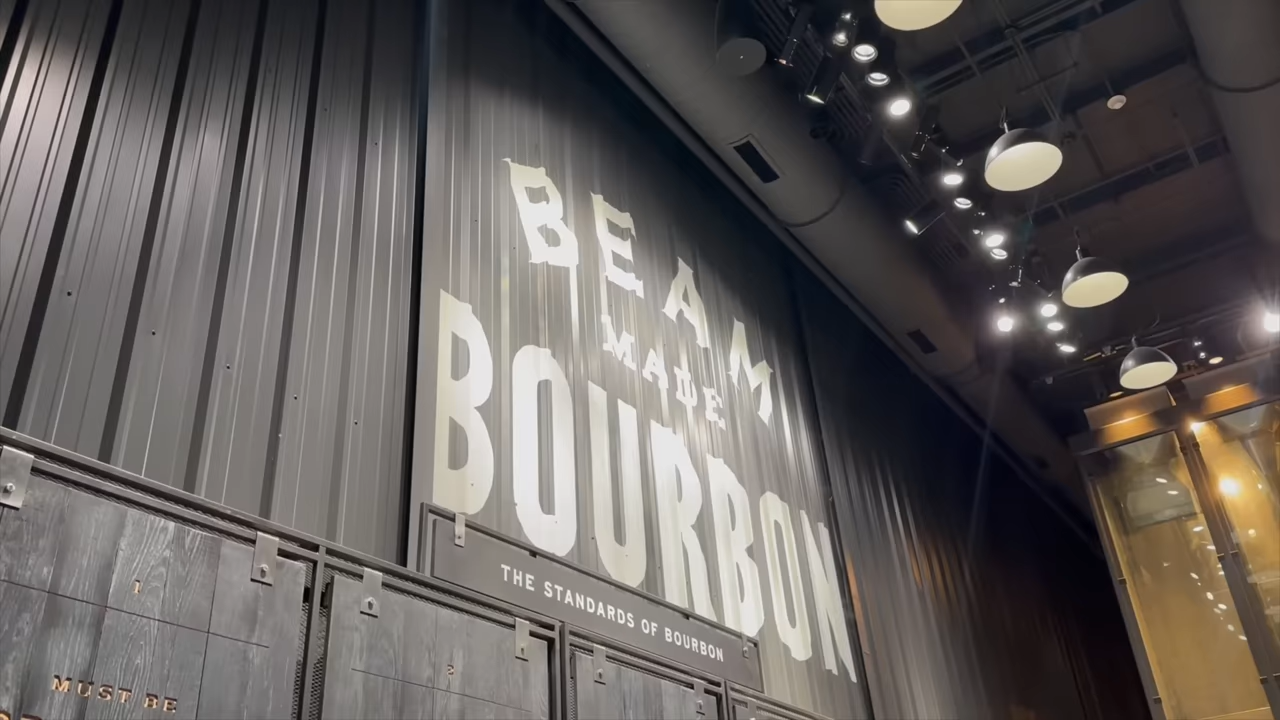 BEAM
MADE
BOURBON
THE STANDARDS OF BOURBON
1
2
MUST BE